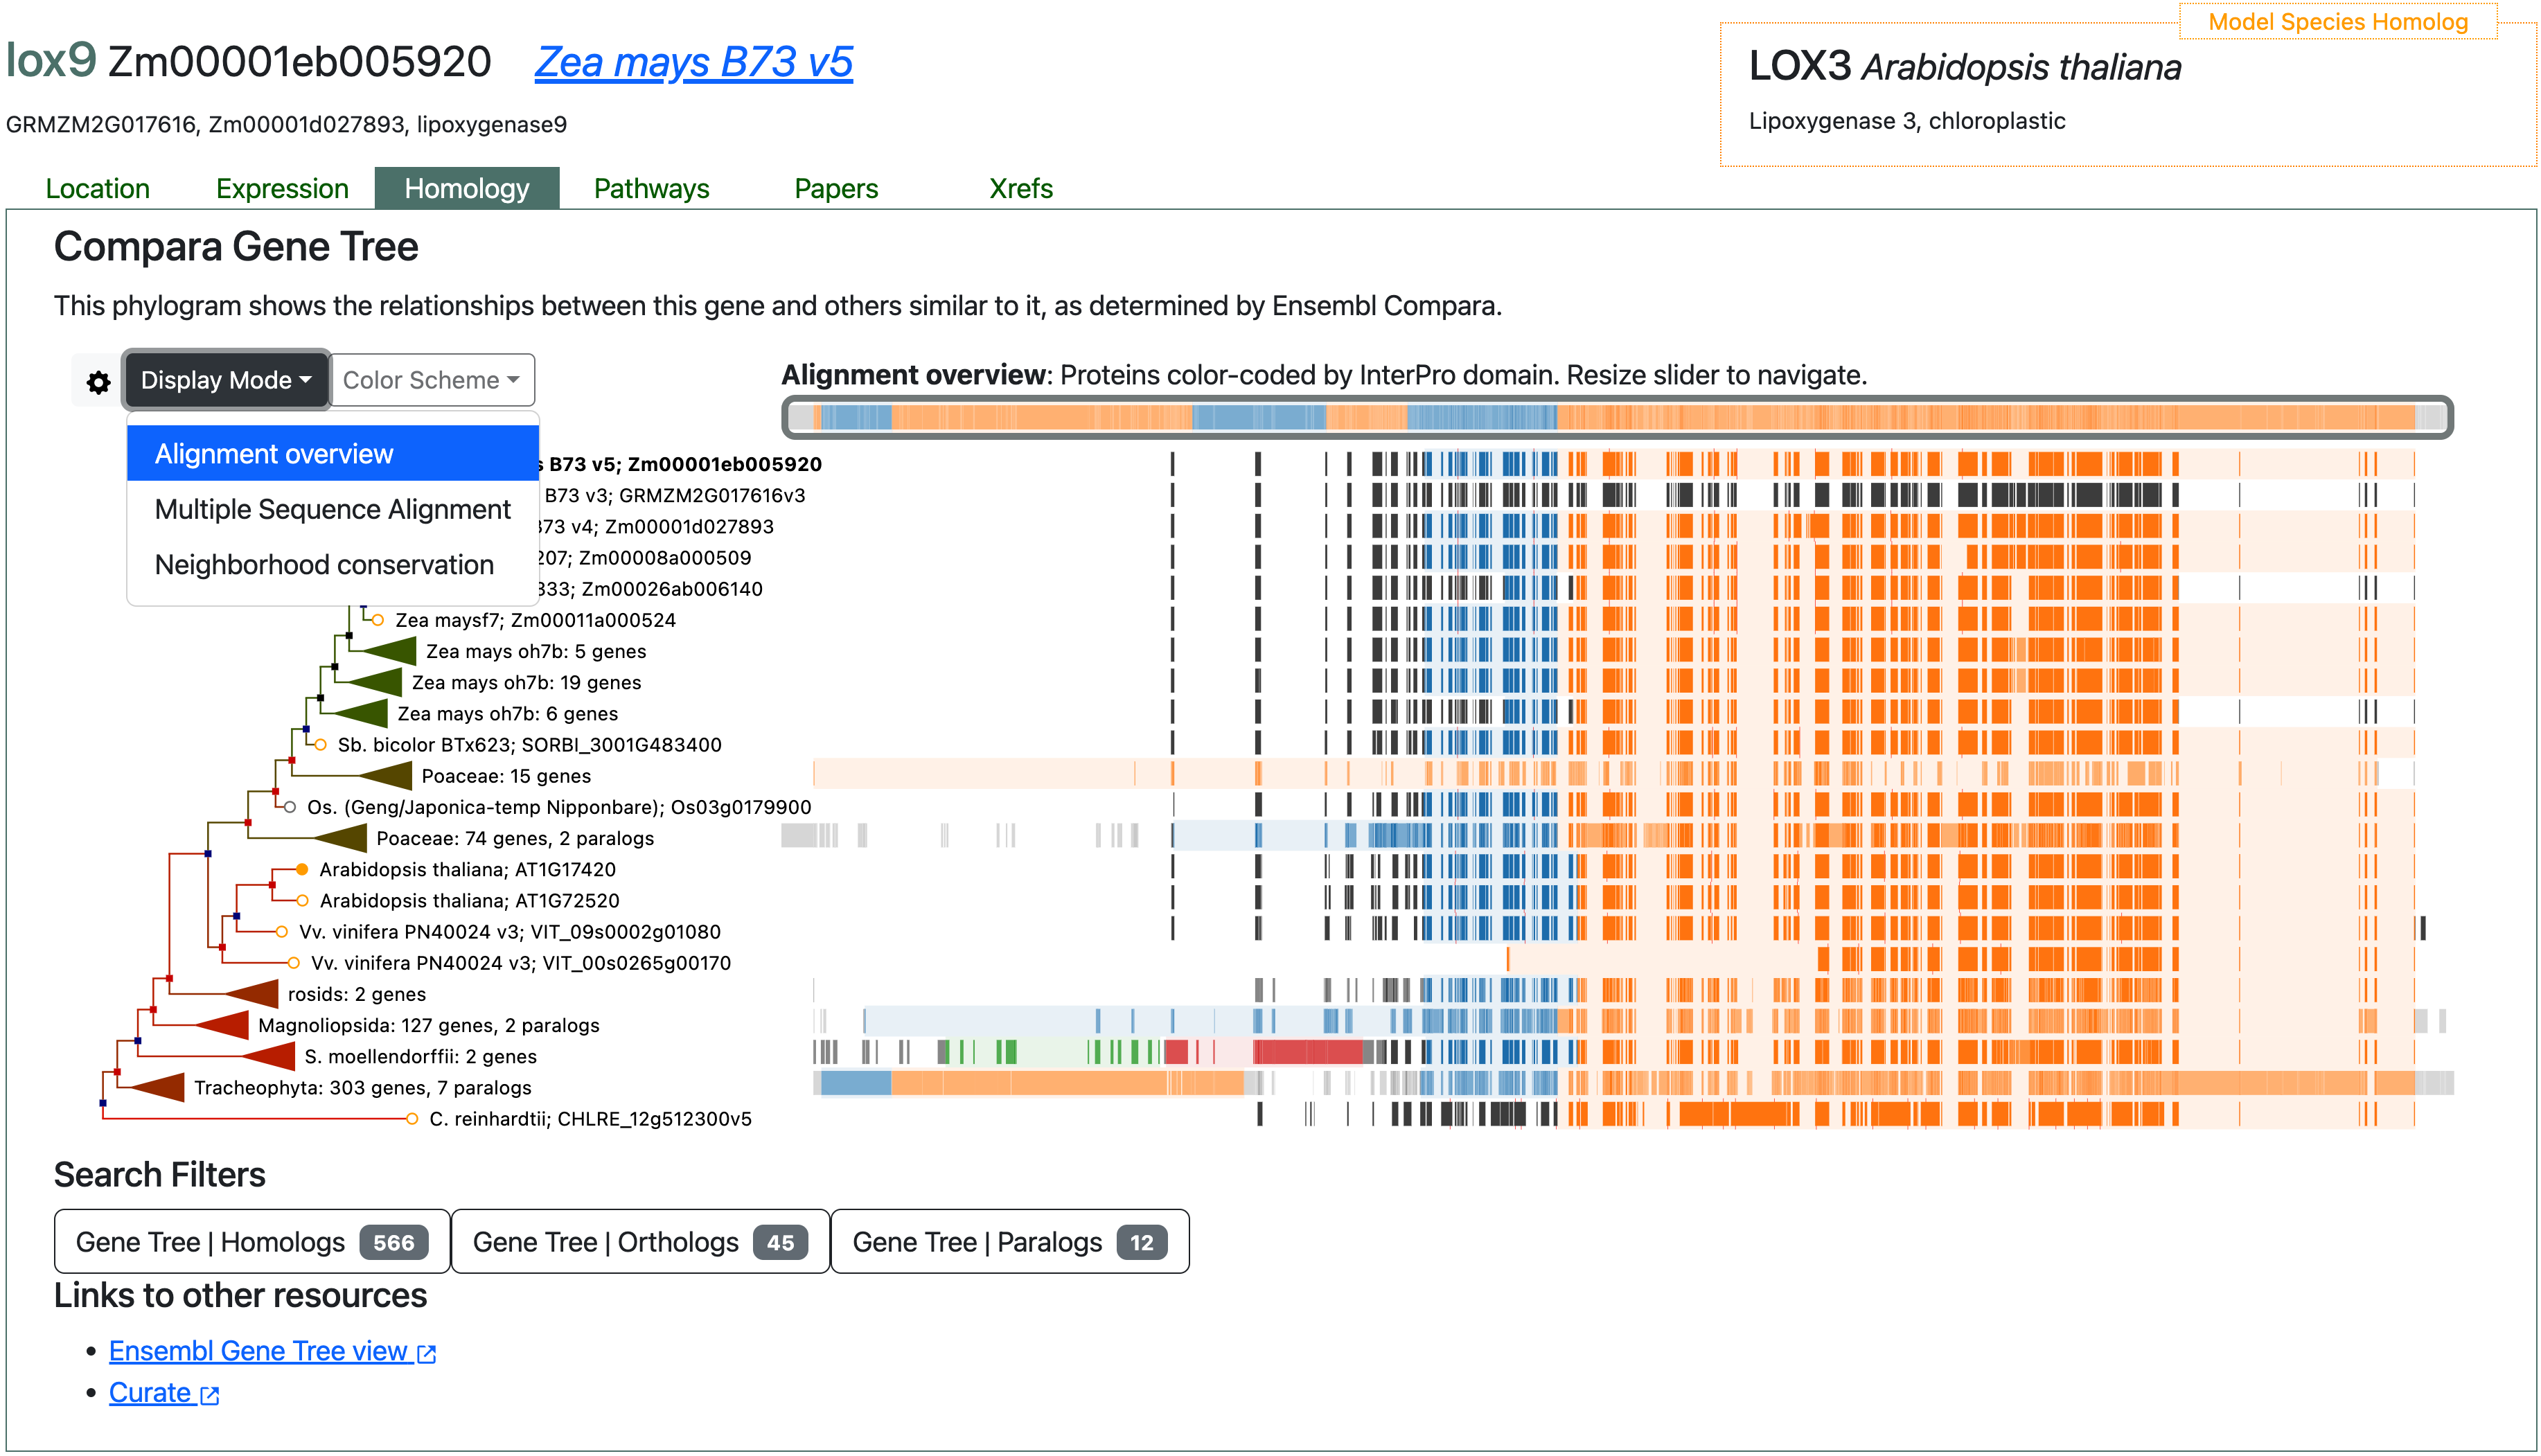 Model Species Homolog
lox9 Zm00001eb005920 Zea mays B73 v5
LOX3 Arabidopsis thaliana
GRMZM2G017616, Zm00001d027893, lipoxygenase9
Lipoxygenase 3, chloroplastic
Location Expression Homology Pathways Papers Xrefs
Compara Gene Tree
This phylogram shows the relationships between this gene and others similar to it, as determined by Ensembl Compara.
Display Mode Color Scheme
Alignment overview: Proteins color-coded by InterPro domain. Resize slider to navigate.
Alignment overview
Multiple Sequence Alignment
Neighborhood conservation
s B73 v5; Zm00001eb005920
B73 v3; GRMZM2G017616v3
B73 v4; Zm00001d027893
207; Zm00008a000509
333; Zm00026ab006140
Zea maysf7; Zm00011a000524
Zea mays oh7b: 5 genes
Zea mays oh7b: 19 genes
Zea mays oh7b: 6 genes
Sb. bicolor BTx623; SORBI_3001G483400
Poaceae: 15 genes
Os. (Geng/Japonica-temp Nipponbare); Os03g0179900
Poaceae: 74 genes, 2 paralogs
Arabidopsis thaliana; AT1G17420
Arabidopsis thaliana; AT1G72520
Vv. vinifera PN40024 v3; VIT_09s0002g01080
Vv. vinifera PN40024 v3; VIT_00s0265g00170
rosids: 2 genes
Magnoliopsida: 127 genes, 2 paralogs
S. moellendorffii: 2 genes
Tracheophyta: 303 genes, 7 paralogs
C. reinhardtii; CHLRE_12g512300v5
Search Filters
Gene Tree | Homologs 566 Gene Tree | Orthologs 45 Gene Tree | Paralogs 12
Links to other resources
Ensembl Gene Tree view
Curate